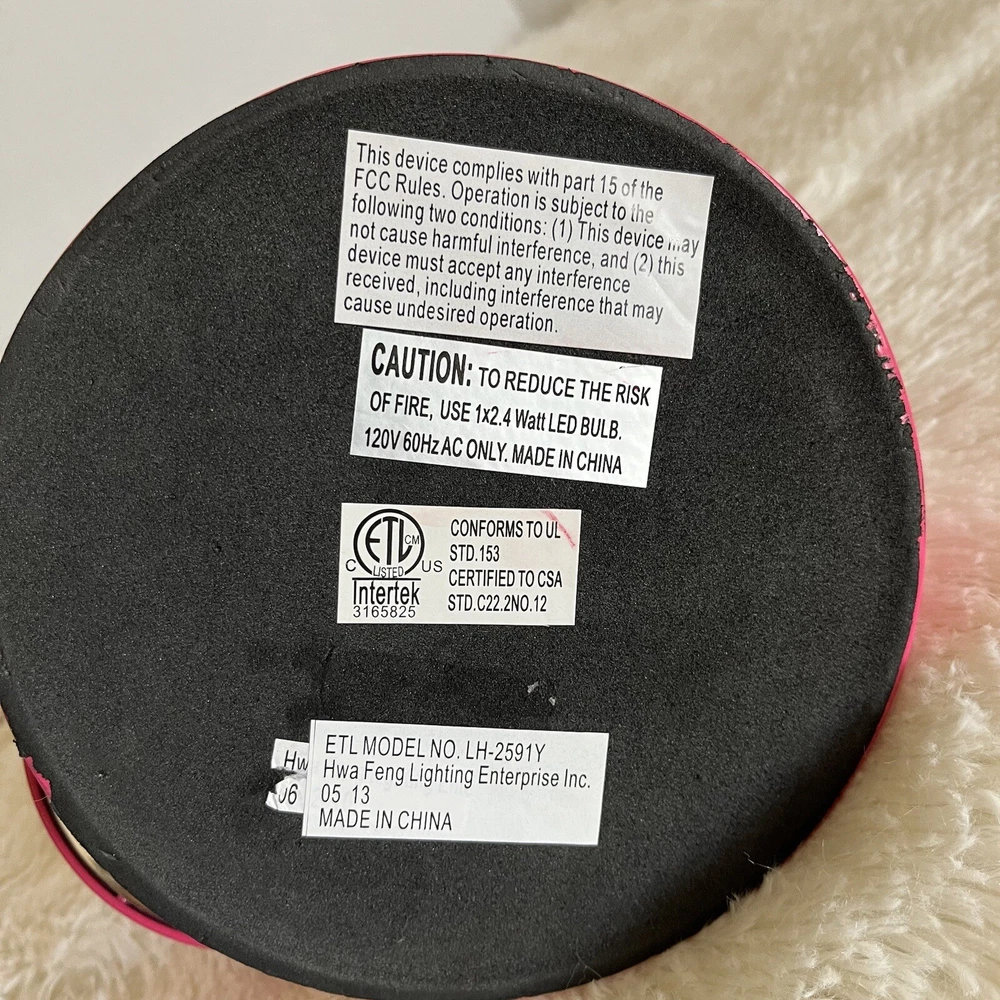 This device complies with part 15 of the
FCC Rules. Operation is subject to the
following two conditions: (1) This device may
not cause harmful interference, and (2) this
device must accept any interference
received, including interference that may
cause undesired operation.
CAUTION: TO REDUCE THE RISK
OF FIRE, USE 1x2.4 Watt LED BULB.
120V 60Hz AC ONLY. MADE IN CHINA
ETL CM
C LISTED US
Intertek
3165825
CONFORMS TO UL
STD.153
CERTIFIED TO CSA
STD.C22.2NO.12
Hw
06
ETL MODEL NO. LH-2591Y
Hwa Feng Lighting Enterprise Inc.
05 13
MADE IN CHINA